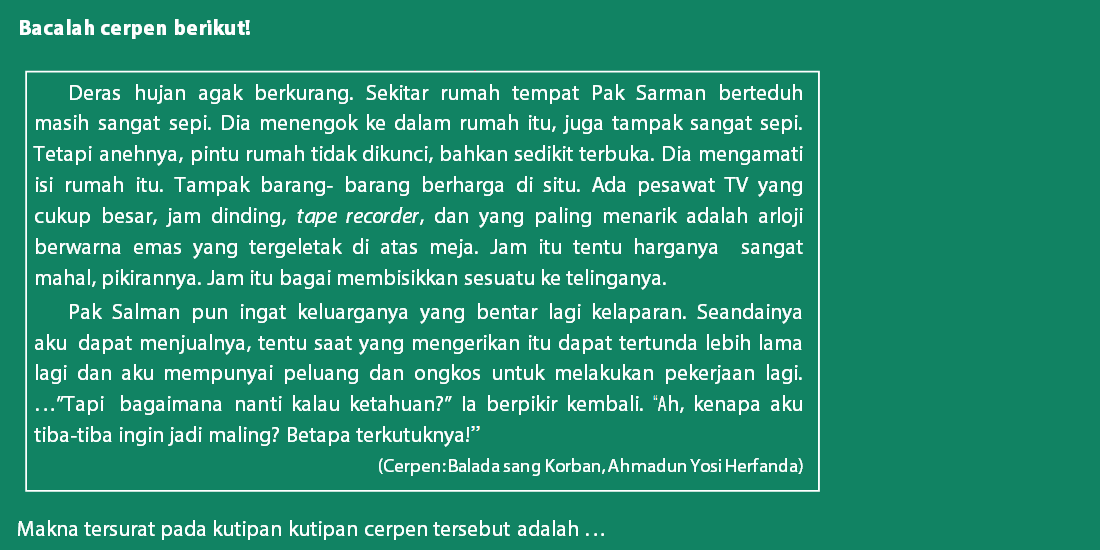 Bacalah cerpen berikut!
Deras hujan agak berkurang. Sekitar rumah tempat Pak Sarman berteduh
masih sangat sepi. Dia menengok ke dalam rumah itu, juga tampak sangat sepi.
Tetapi anehnya, pintu rumah tidak dikunci, bahkan sedikit terbuka. Dia mengamati
isi rumah itu. Tampak barang- barang berharga di situ. Ada pesawat TV yang
cukup besar, jam dinding, tape recorder, dan yang paling menarik adalah arloji
berwarna emas yang tergeletak di atas meja. Jam itu tentu harganya sangat
mahal, pikirannya. Jam itu bagai membisikkan sesuatu ke telinganya.
Pak Salman pun ingat keluarganya yang bentar lagi kelaparan. Seandainya
aku dapat menjualnya, tentu saat yang mengerikan itu dapat tertunda lebih lama
lagi dan aku mempunyai peluang dan ongkos untuk melakukan pekerjaan lagi.
…”Tapi bagaimana nanti kalau ketahuan?” Ia berpikir kembali. “Ah, kenapa aku
tiba-tiba ingin jadi maling? Betapa terkutuknya!”
(Cerpen: Balada sang Korban, Ahmadun Yosi Herfanda)
Makna tersurat pada kutipan kutipan cerpen tersebut adalah …